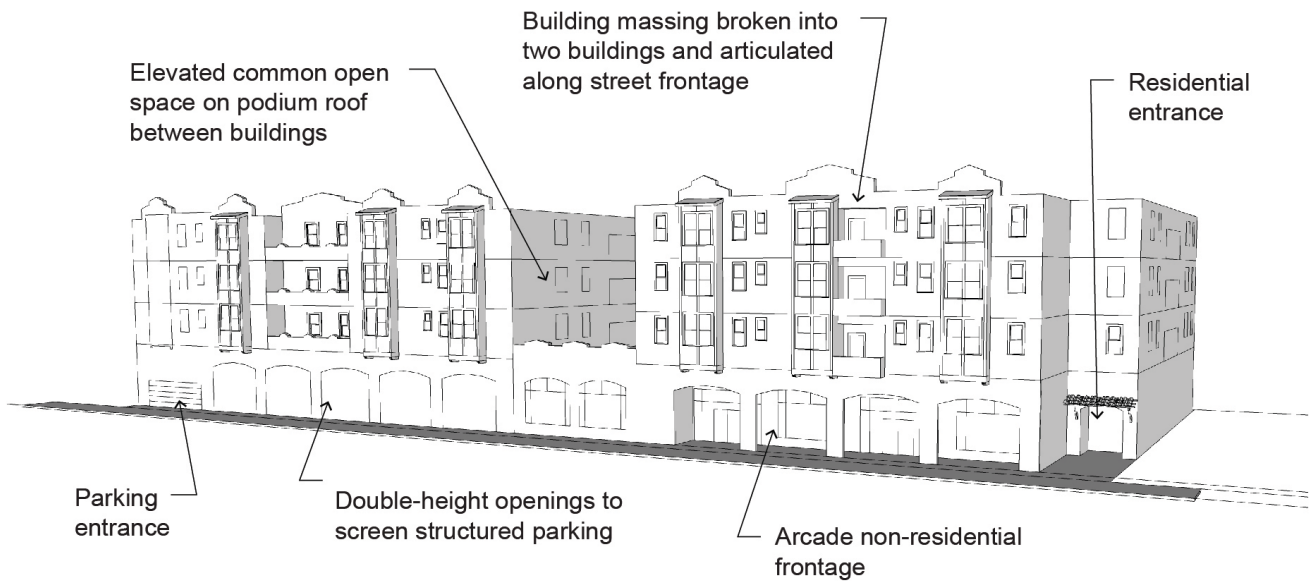 Building massing broken into
two buildings and articulated
along street frontage
Elevated common open
space on podium roof
between buildings
Residential
entrance
Parking
entrance
Double-height openings to
screen structured parking
Arcade non-residential
frontage